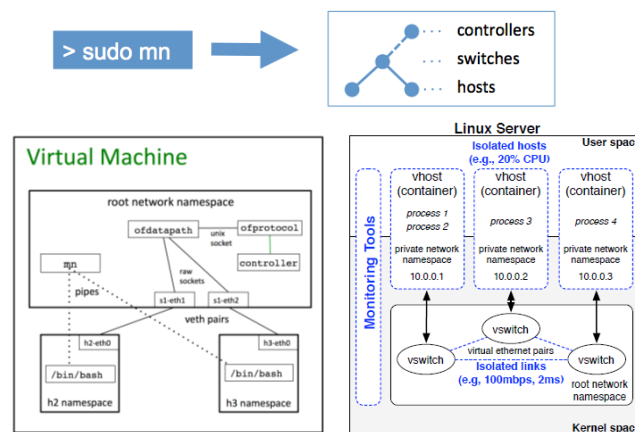 > sudo mn
controllers
switches
hosts
Virtual Machine
root network namespace
ofdatapath
unix
socket
ofprotocol
controller
mn
raw
sockets
pipes
s1-eth1
s1-eth2
veth pairs
h2-eth0
h3-eth0
/bin/bash
/bin/bash
h2 namespace
h3 namespace
Linux Server
User spac
Isolated hosts
(e.g., 20% CPU)
Monitoring Tools
vhost
(container)
process 1
process 2
private network
namespace
10.0.0.1
vhost
(container)
process 3
private network
namespace
10.0.0.2
vhost
(container)
process 4
private network
namespace
10.0.0.3
vswitch
virtual ethernet pairs
vswitch
vswitch
Isolated links
(e.g, 100mbps, 2ms)
root network
namespace
Kernel spac